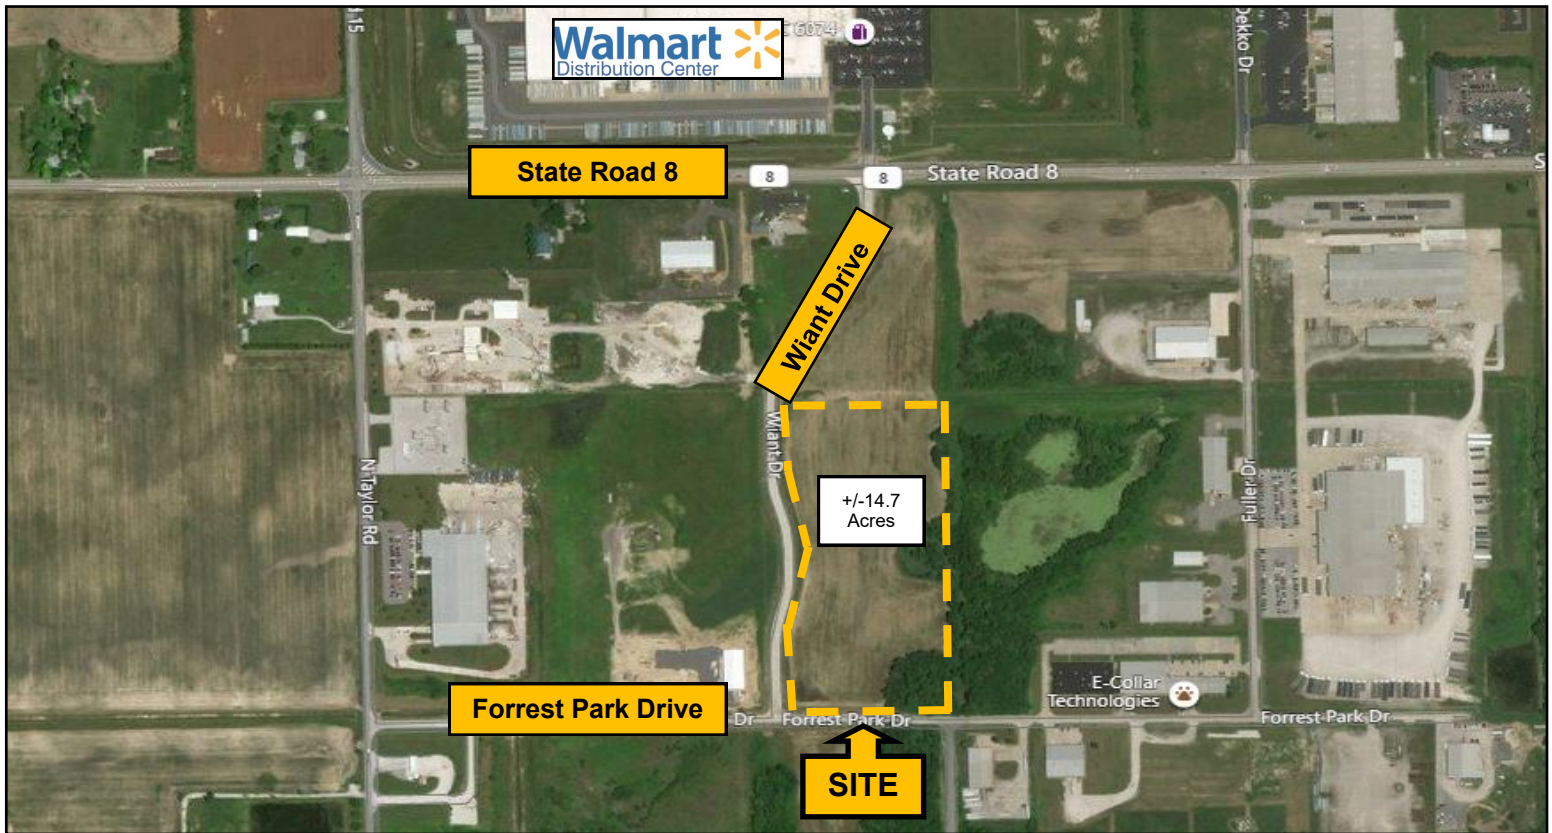 d 15
Walmart
Distribution Center
C 6074
Dekko Dr
State Road 8
8
8
State Road 8
S
Wiant Drive
Wiant Dr
N Taylor Rd
+/-14.7
Acres
Fuller Dr
E-Collar
Technologies
Forrest Park Drive
Dr
Forrest Park Dr
Forrest Park Dr
SITE